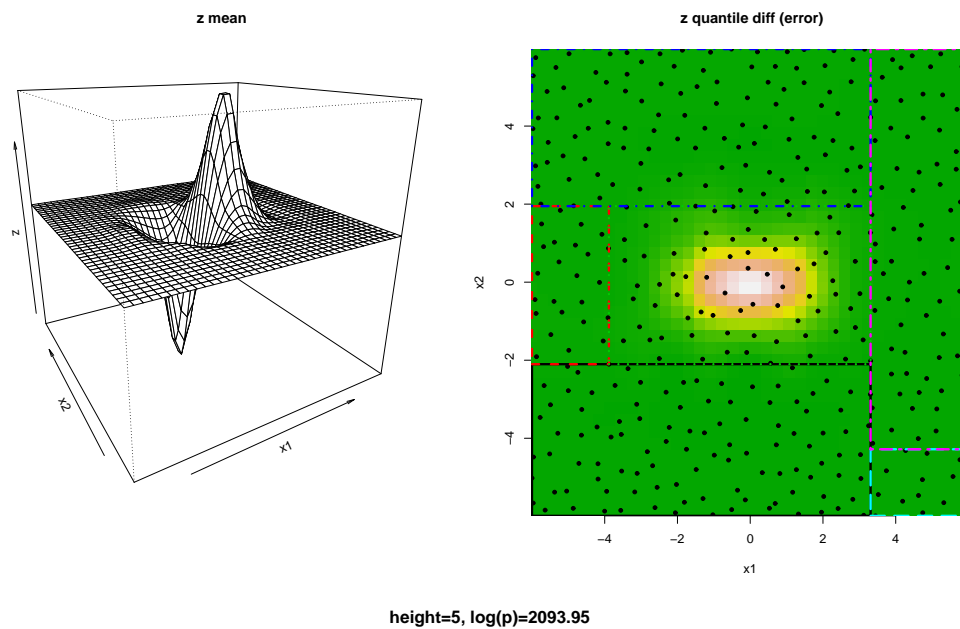 z mean
z quantile diff (error)
z
x2
x1
4
2
0
−2
−4
x2
−4
−2
0
2
4
x1
height=5, log(p)=2093.95